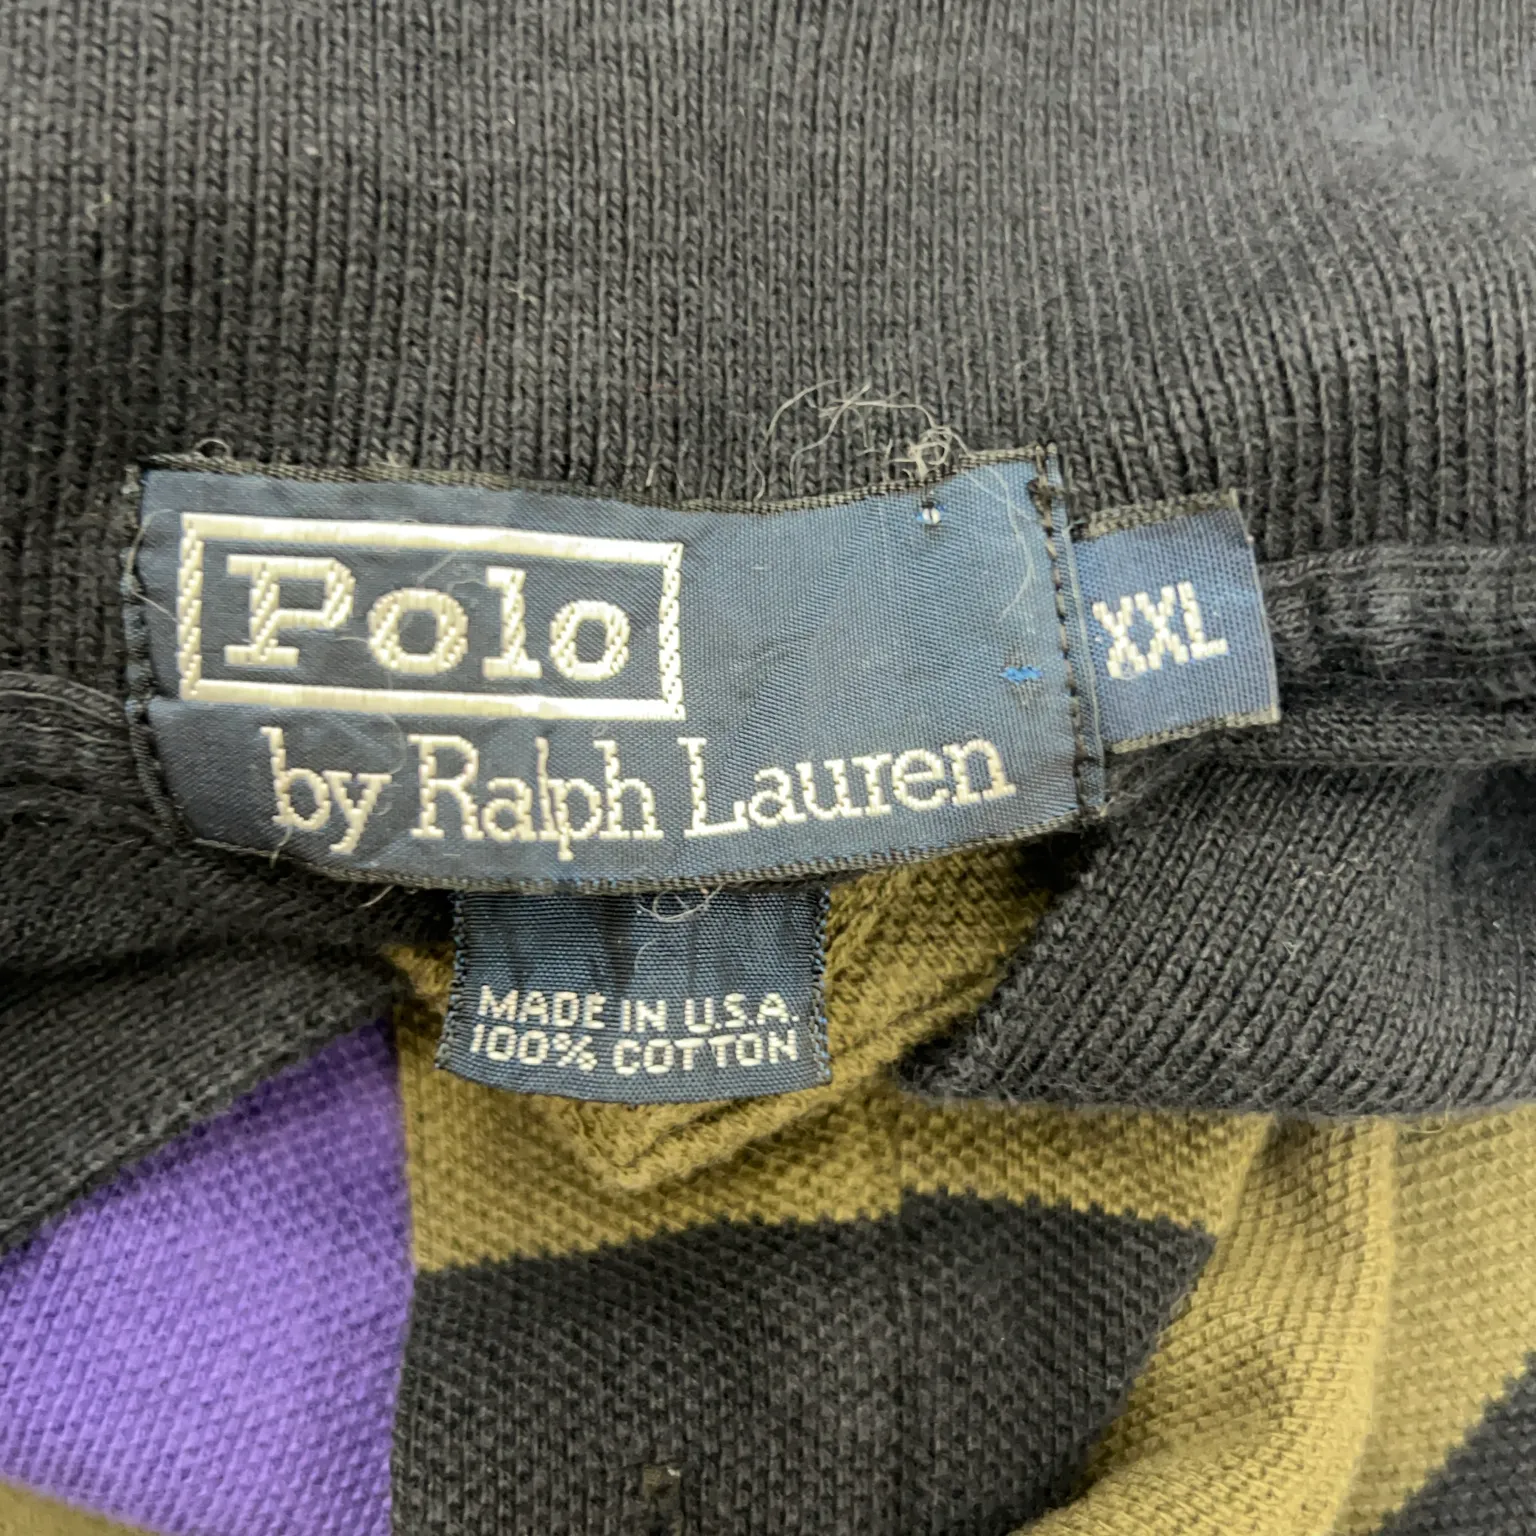 Polo
by Ralph Lauren
XXL
MADE IN U.S.A.
100% COTTON